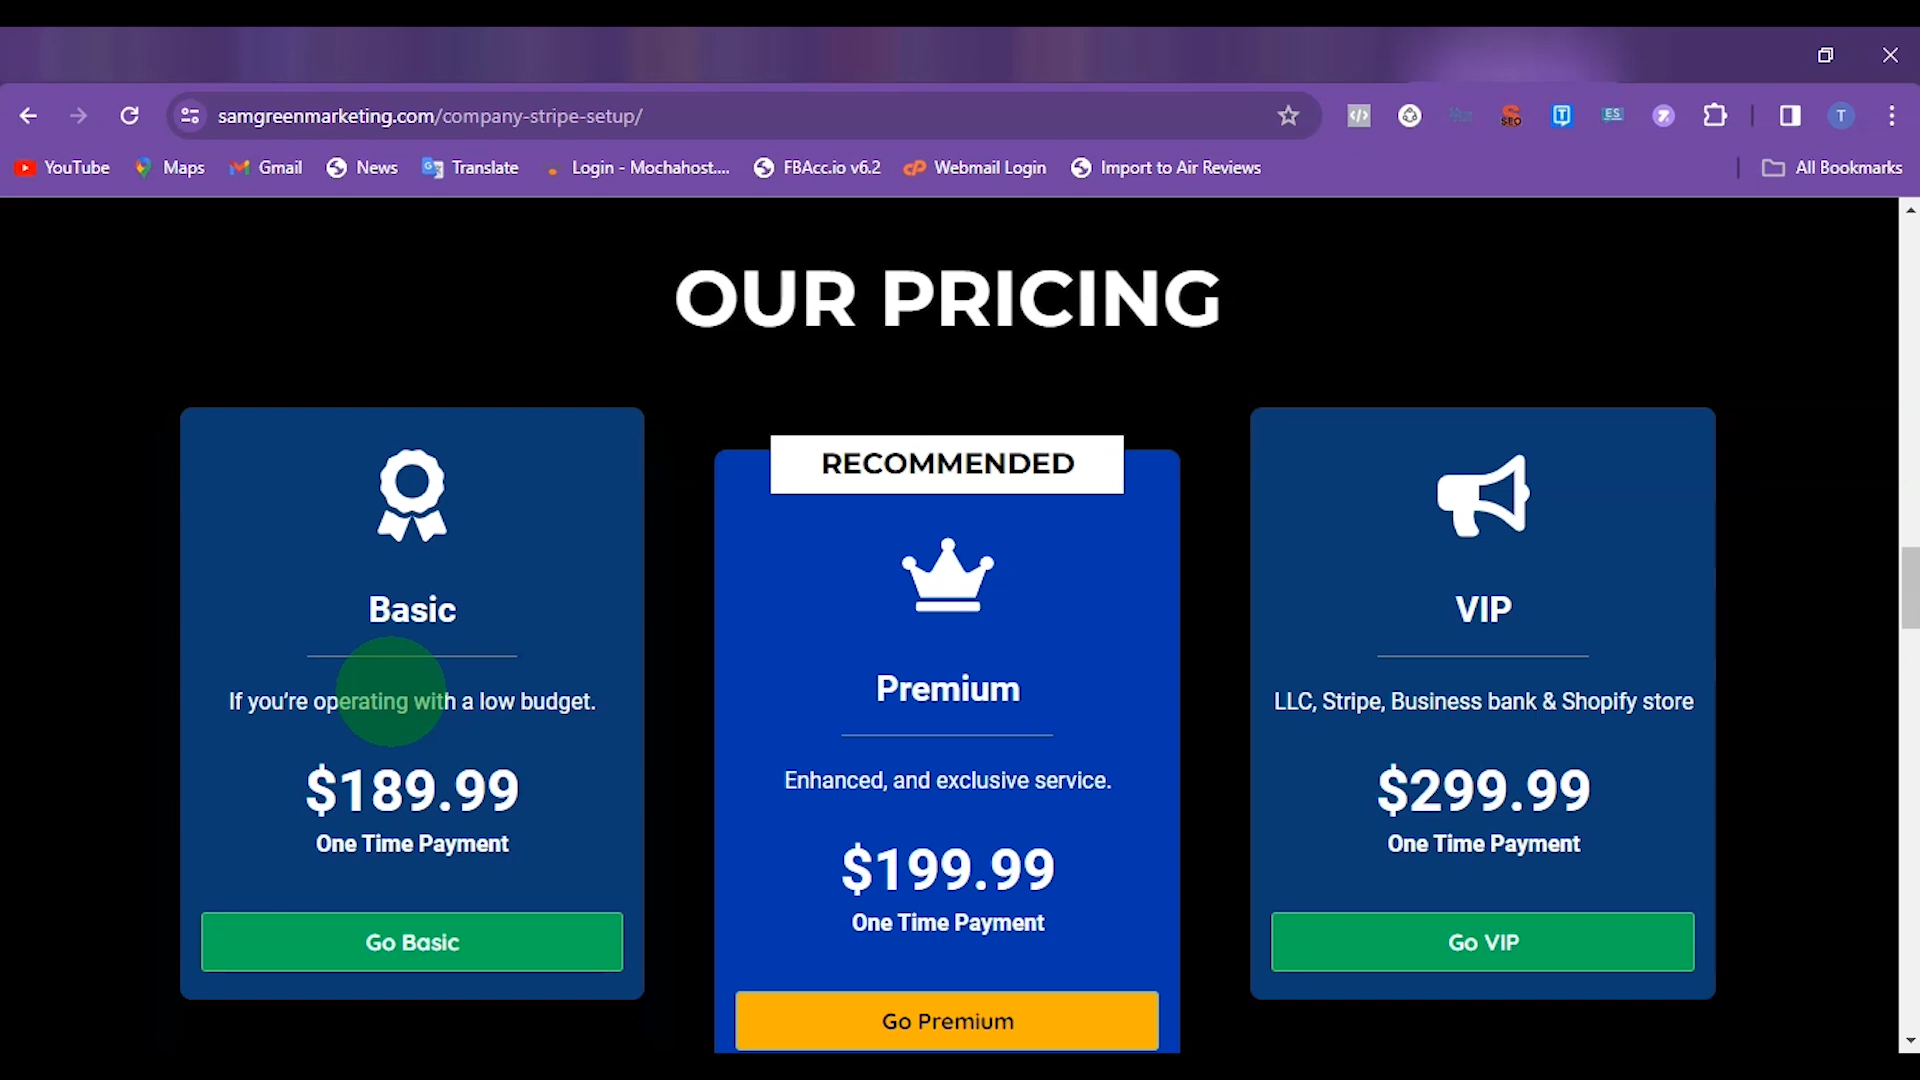 samgreenmarketing.com/company-stripe-setup/
SEO
T
ES
Z
T
YouTube
Maps
Gmail
News
Translate
Login - Mochahost....
FBAcc.io v6.2
Webmail Login
Import to Air Reviews
All Bookmarks
OUR PRICING
Basic
If you're operating with a low budget.
$189.99
One Time Payment
Go Basic
RECOMMENDED
Premium
Enhanced, and exclusive service.
$199.99
One Time Payment
Go Premium
VIP
LLC, Stripe, Business bank & Shopify store
$299.99
One Time Payment
Go VIP